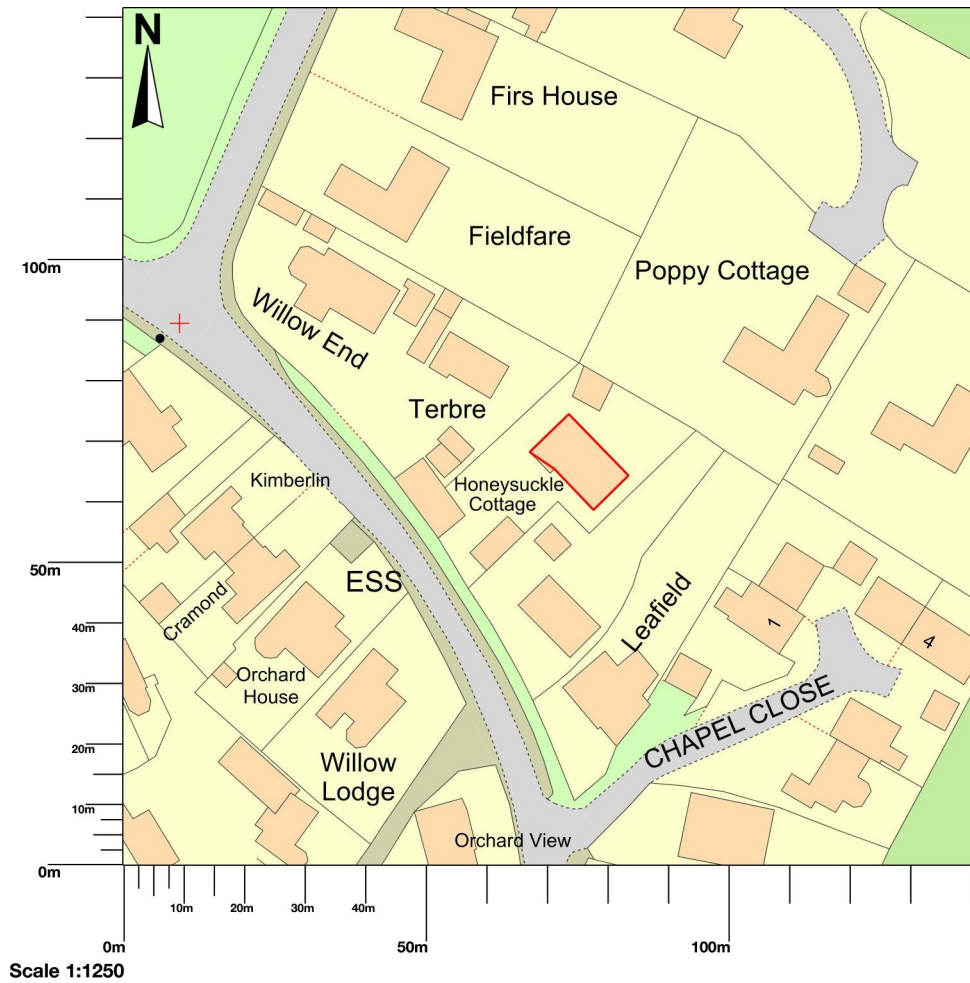 N
Firs House
Fieldfare
Poppy Cottage
100m
Willow End
Terbre
Kimberlin
Honeysuckle
Cottage
50m
ESS
Cramond
Leafield
1
4
40m
Orchard
House
30m
CHAPEL CLOSE
20m
Willow
Lodge
10m
Orchard View
0m
10m
20m
30m
40m
0m
50m
100m
Scale 1:1250